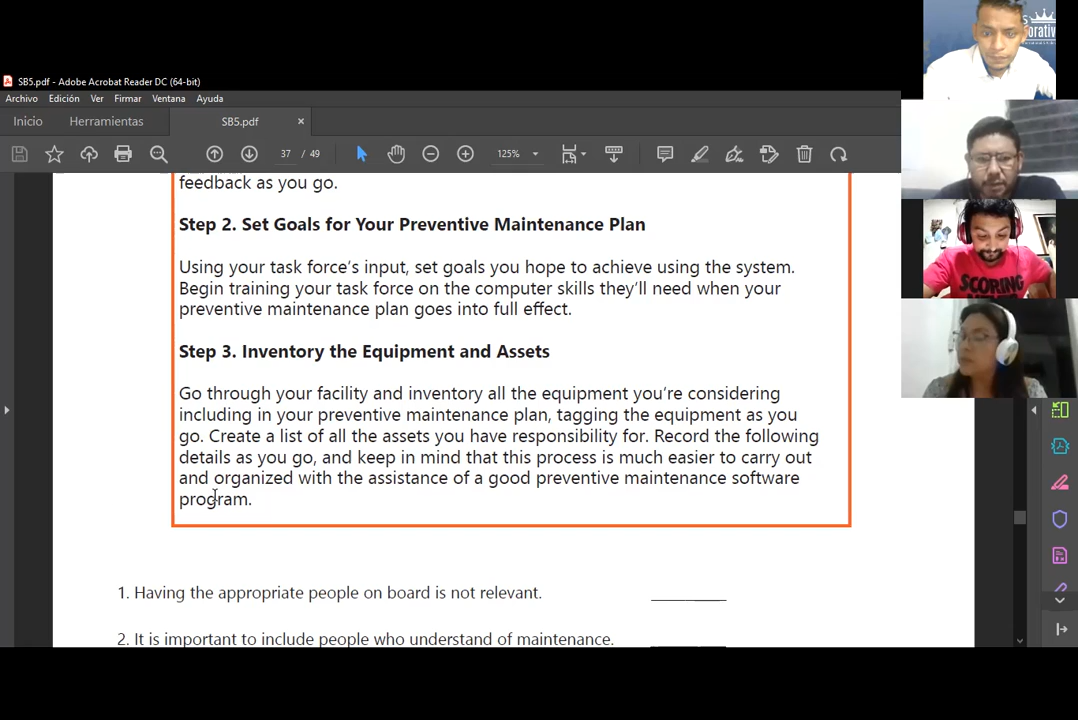 SB5.pdf - Adobe Acrobat Reader DC (64-bit)
Archivo Edición Ver Firmar Ventana Ayuda
Inicio Herramientas SB5.pdf ×
37 / 49 125%
feedback as you go.
Step 2. Set Goals for Your Preventive Maintenance Plan
Using your task force's input, set goals you hope to achieve using the system.
Begin training your task force on the computer skills they'll need when your
preventive maintenance plan goes into full effect.
Step 3. Inventory the Equipment and Assets
Go through your facility and inventory all the equipment you're considering
including in your preventive maintenance plan, tagging the equipment as you
go. Create a list of all the assets you have responsibility for. Record the following
details as you go, and keep in mind that this process is much easier to carry out
and organized with the assistance of a good preventive maintenance software
program.
1. Having the appropriate people on board is not relevant. ________
2. It is important to include people who understand of maintenance. ________
SCORING